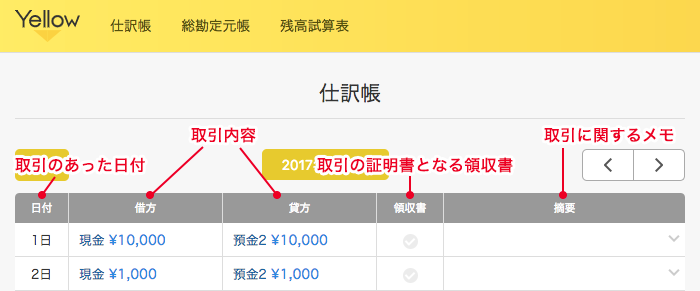 Yellow 仕訳帳 総勘定元帳 残高試算表
仕訳帳
取引内容 取引に関するメモ
取引のあった日付 2017 取引の証明書となる領収書
日付 借方 貸方 領収書 摘要
1日 現金 ¥10,000 預金2 ¥10,000
2日 現金 ¥1,000 預金2 ¥1,000